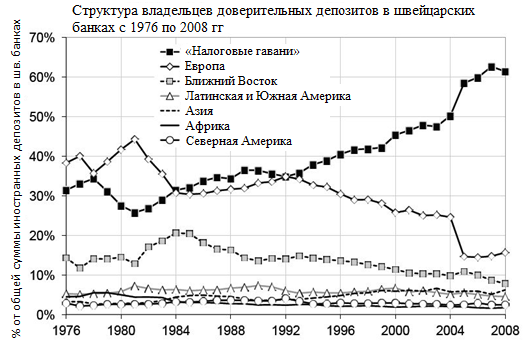 Структура владельцев доверительных депозитов в швейцарских
банках с 1976 по 2008 гг
% от общей суммы иностранных депозитов в шв. банках
70%
60%
50%
40%
30%
20%
10%
0%
«Налоговые гавани»
Европа
Ближний Восток
Латинская и Южная Америка
Азия
Африка
Северная Америка
1976 1980 1984 1988 1992 1996 2000 2004 2008